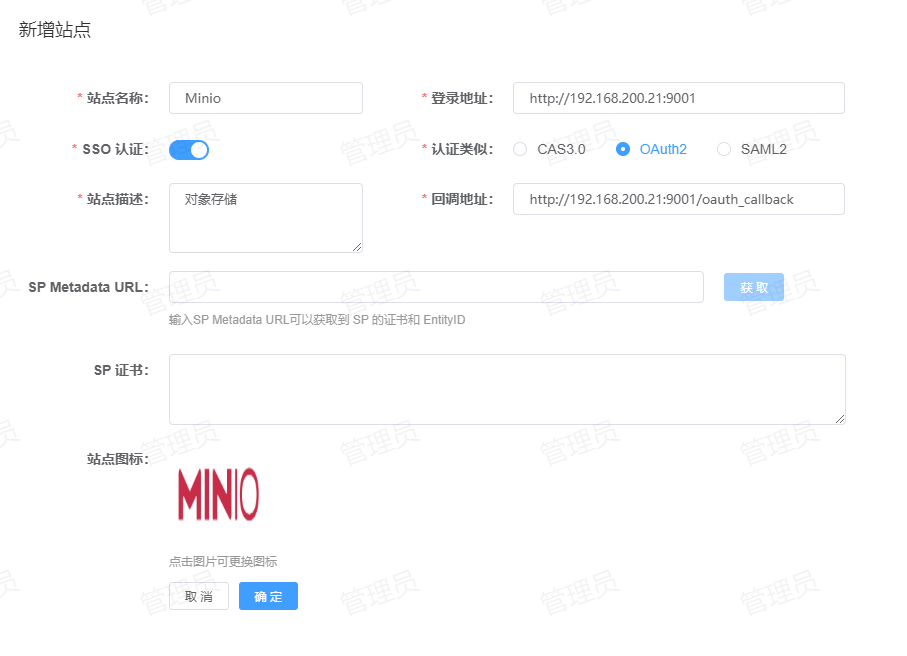 新增站点
* 站点名称： Minio * 登录地址： http://192.168.200.21:9001
* SSO 认证： * 认证类似： CAS3.0 OAuth2 SAML2
* 站点描述： 对象存储 * 回调地址： http://192.168.200.21:9001/oauth_callback
SP Metadata URL： 获取
输入SP Metadata URL可以获取到 SP 的证书和 EntityID
SP 证书：
站点图标：
MINIO
点击图片可更换图标
取消 确定
管理员